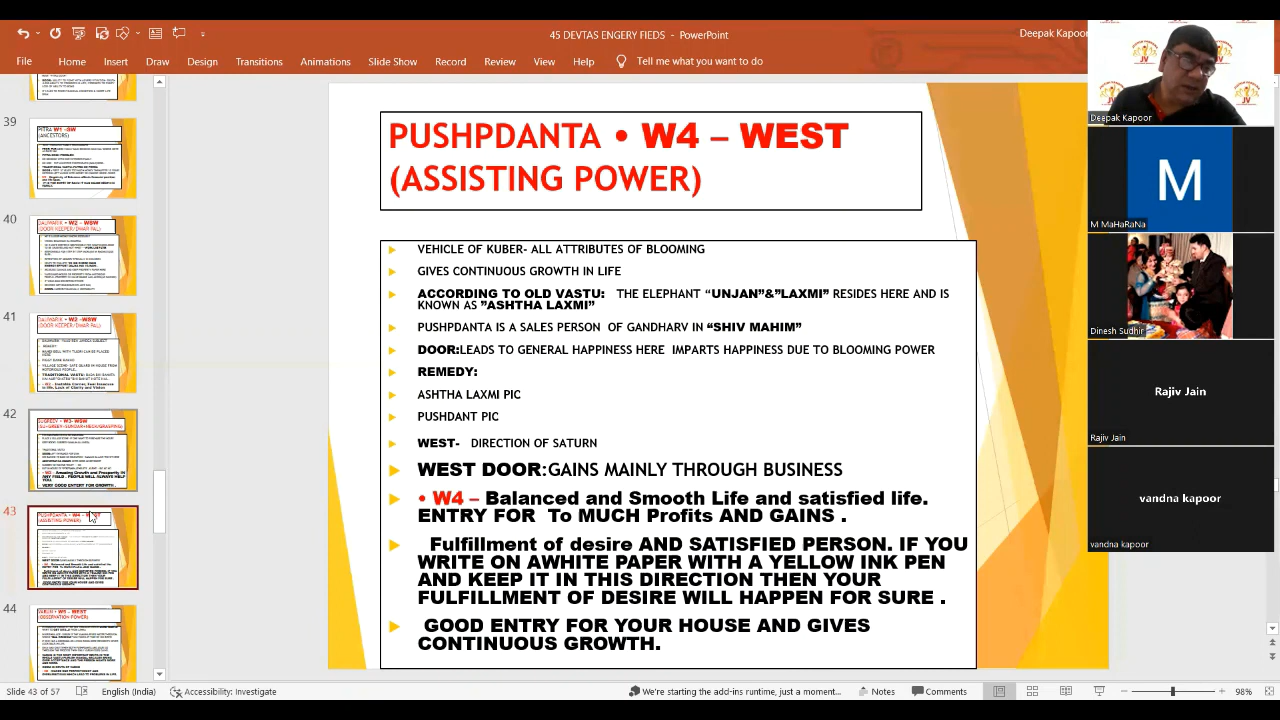 45 DEVTAS ENGERY FIEDS - PowerPoint
Deepak Kapoor
File Home Insert Draw Design Transitions Animations Slide Show Record Review View Help Tell me what you want to do
39
40
41
42
43
44
PUSHPDANTA • W4 – WEST
(ASSISTING POWER)
VEHICLE OF KUBER- ALL ATTRIBUTES OF BLOOMING
GIVES CONTINUOUS GROWTH IN LIFE
ACCORDING TO OLD VASTU: THE ELEPHANT “UNJAN”&”LAXMI” RESIDES HERE AND IS
KNOWN AS ”ASHTHA LAXMI”
PUSHPDANTA IS A SALES PERSON OF GANDHARV IN “SHIV MAHIM”
DOOR:LEADS TO GENERAL HAPPINESS HERE IMPARTS HAPINESS DUE TO BLOOMING POWER
REMEDY:
ASHTHA LAXMI PIC
PUSHDANT PIC
WEST- DIRECTION OF SATURN
WEST DOOR:GAINS MAINLY THROUGH BUSINESS
• W4 – Balanced and Smooth Life and satisfied life.
ENTRY FOR To MUCH Profits AND GAINS .
Fulfillment of desire AND SATISFIED PERSON. IF YOU
WRITE ON AWHITE PAPER WITH A YELLOW INK PEN
AND KEEP IT IN THIS DIRECTION THEN YOUR
FULFILLMENT OF DESIRE WILL HAPPEN FOR SURE .
GOOD ENTRY FOR YOUR HOUSE AND GIVES
CONTINUOUS GROWTH.
Deepak Kapoor
M
M MaHaRaNa
Dinesh Sudhir
Rajiv Jain
Rajiv Jain
vandna kapoor
vandna kapoor
Slide 43 of 57 English (India) Accessibility: Investigate We're starting the add-ins runtime, just a moment... Notes Comments 98%